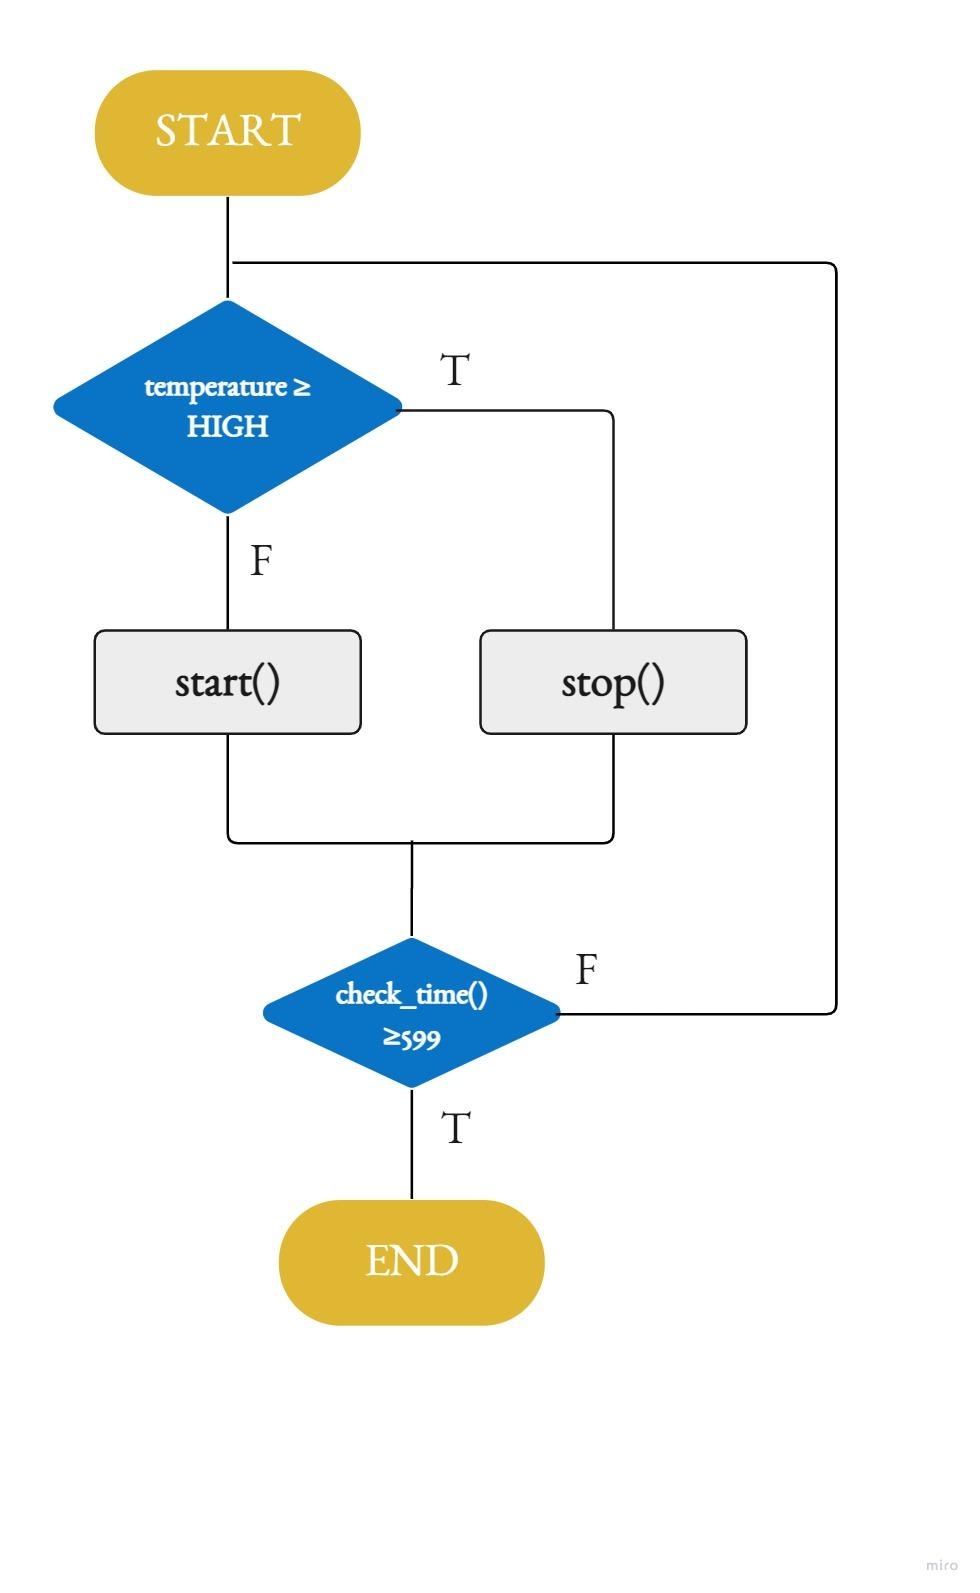 START
temperature ≥
HIGH
T
F
start()
stop()
check_time()
≥599
F
T
END
miro